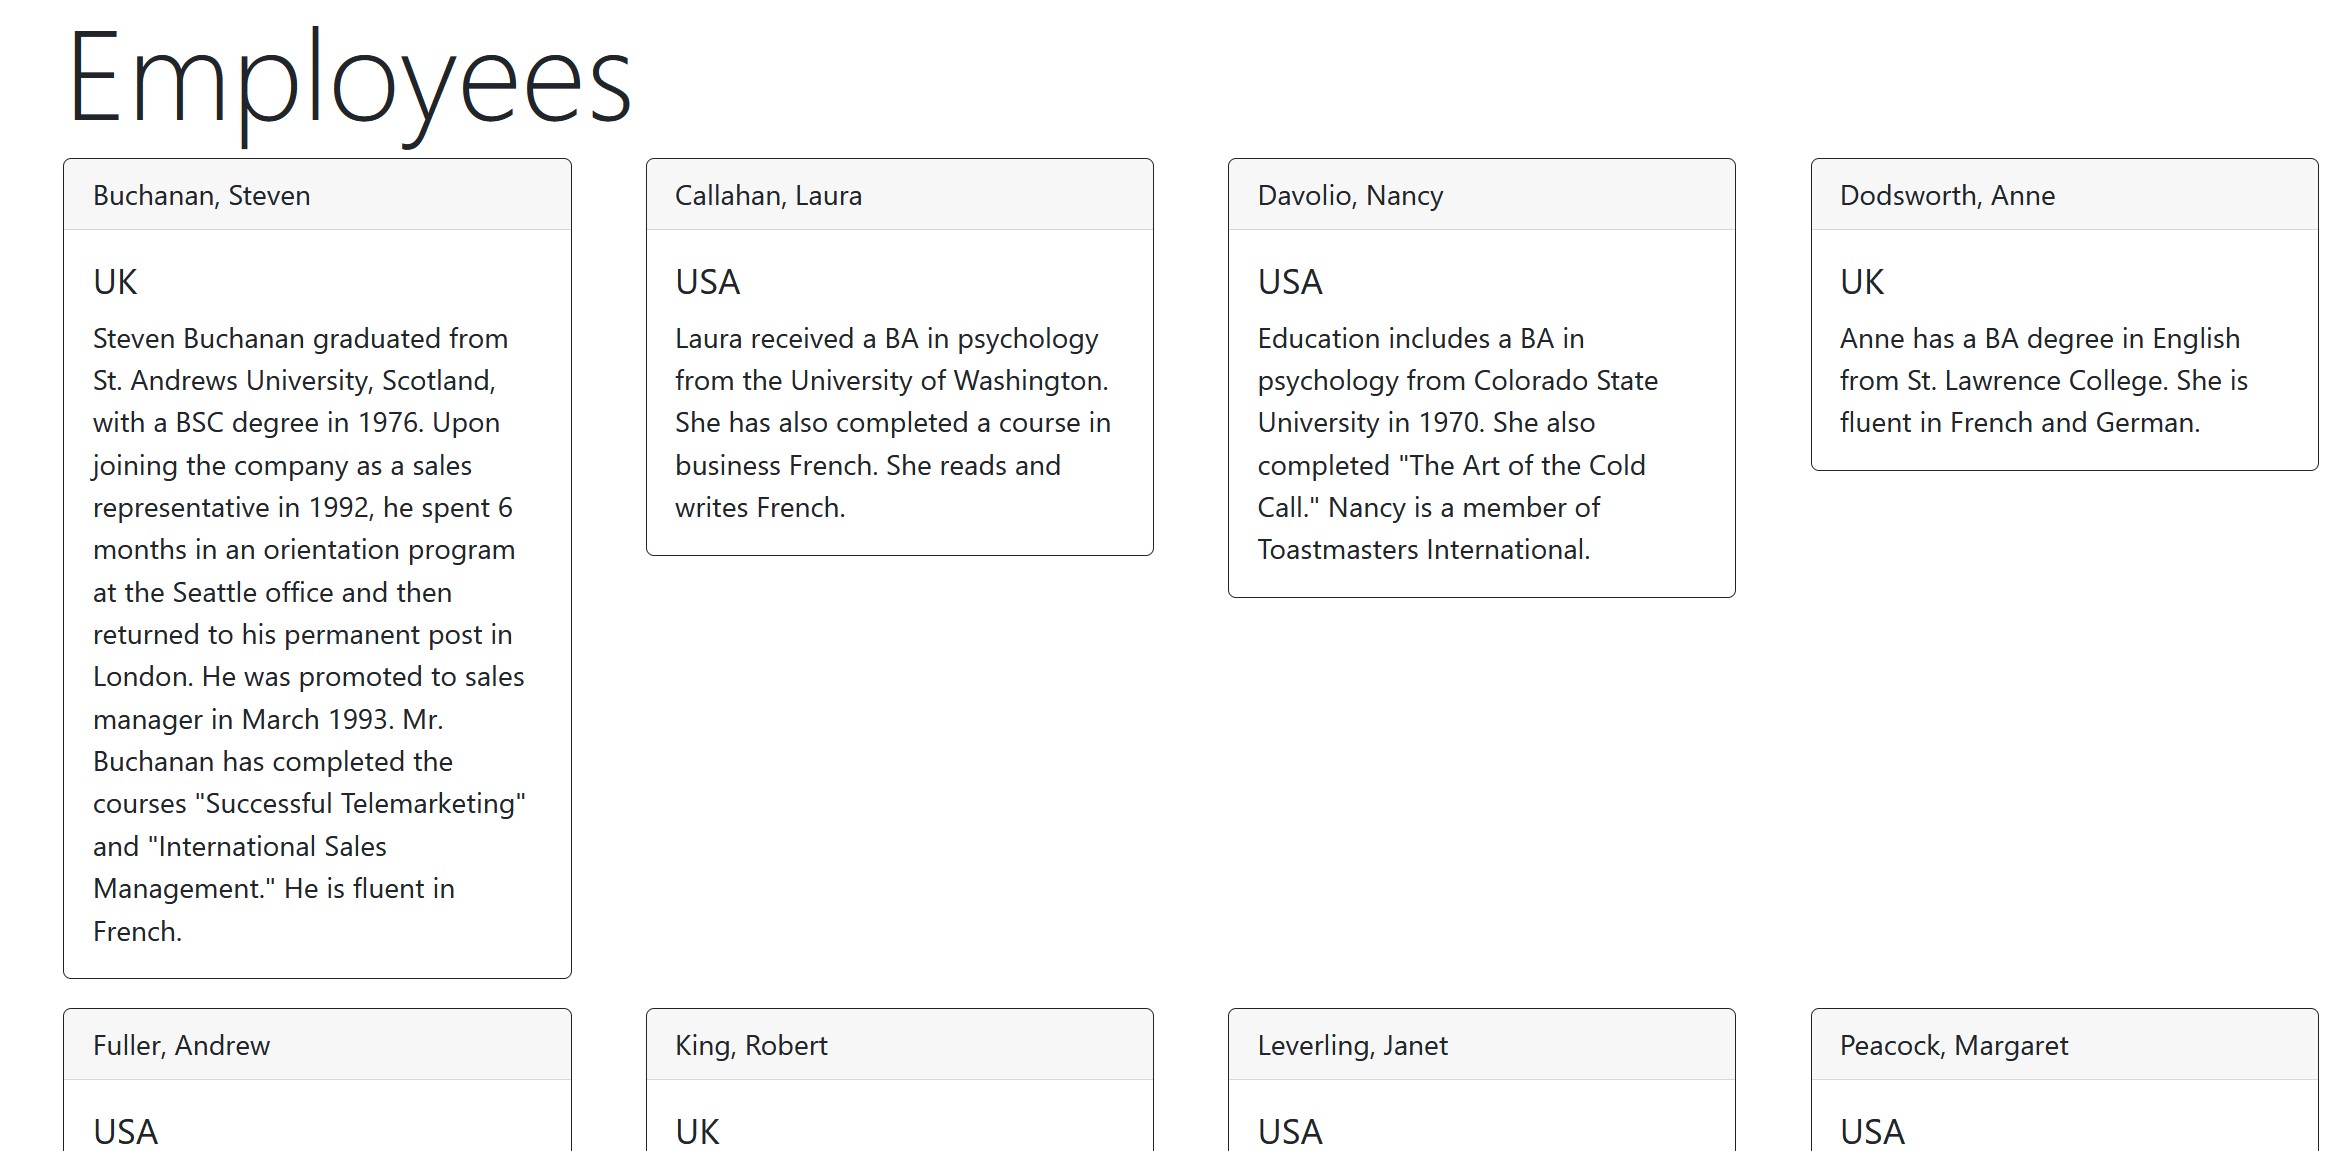 Employees
Buchanan, Steven
UK
Steven Buchanan graduated from
St. Andrews University, Scotland,
with a BSC degree in 1976. Upon
joining the company as a sales
representative in 1992, he spent 6
months in an orientation program
at the Seattle office and then
returned to his permanent post in
London. He was promoted to sales
manager in March 1993. Mr.
Buchanan has completed the
courses "Successful Telemarketing"
and "International Sales
Management." He is fluent in
French.
Callahan, Laura
USA
Laura received a BA in psychology
from the University of Washington.
She has also completed a course in
business French. She reads and
writes French.
Davolio, Nancy
USA
Education includes a BA in
psychology from Colorado State
University in 1970. She also
completed "The Art of the Cold
Call." Nancy is a member of
Toastmasters International.
Dodsworth, Anne
UK
Anne has a BA degree in English
from St. Lawrence College. She is
fluent in French and German.
Fuller, Andrew
USA
King, Robert
UK
Leverling, Janet
USA
Peacock, Margaret
USA